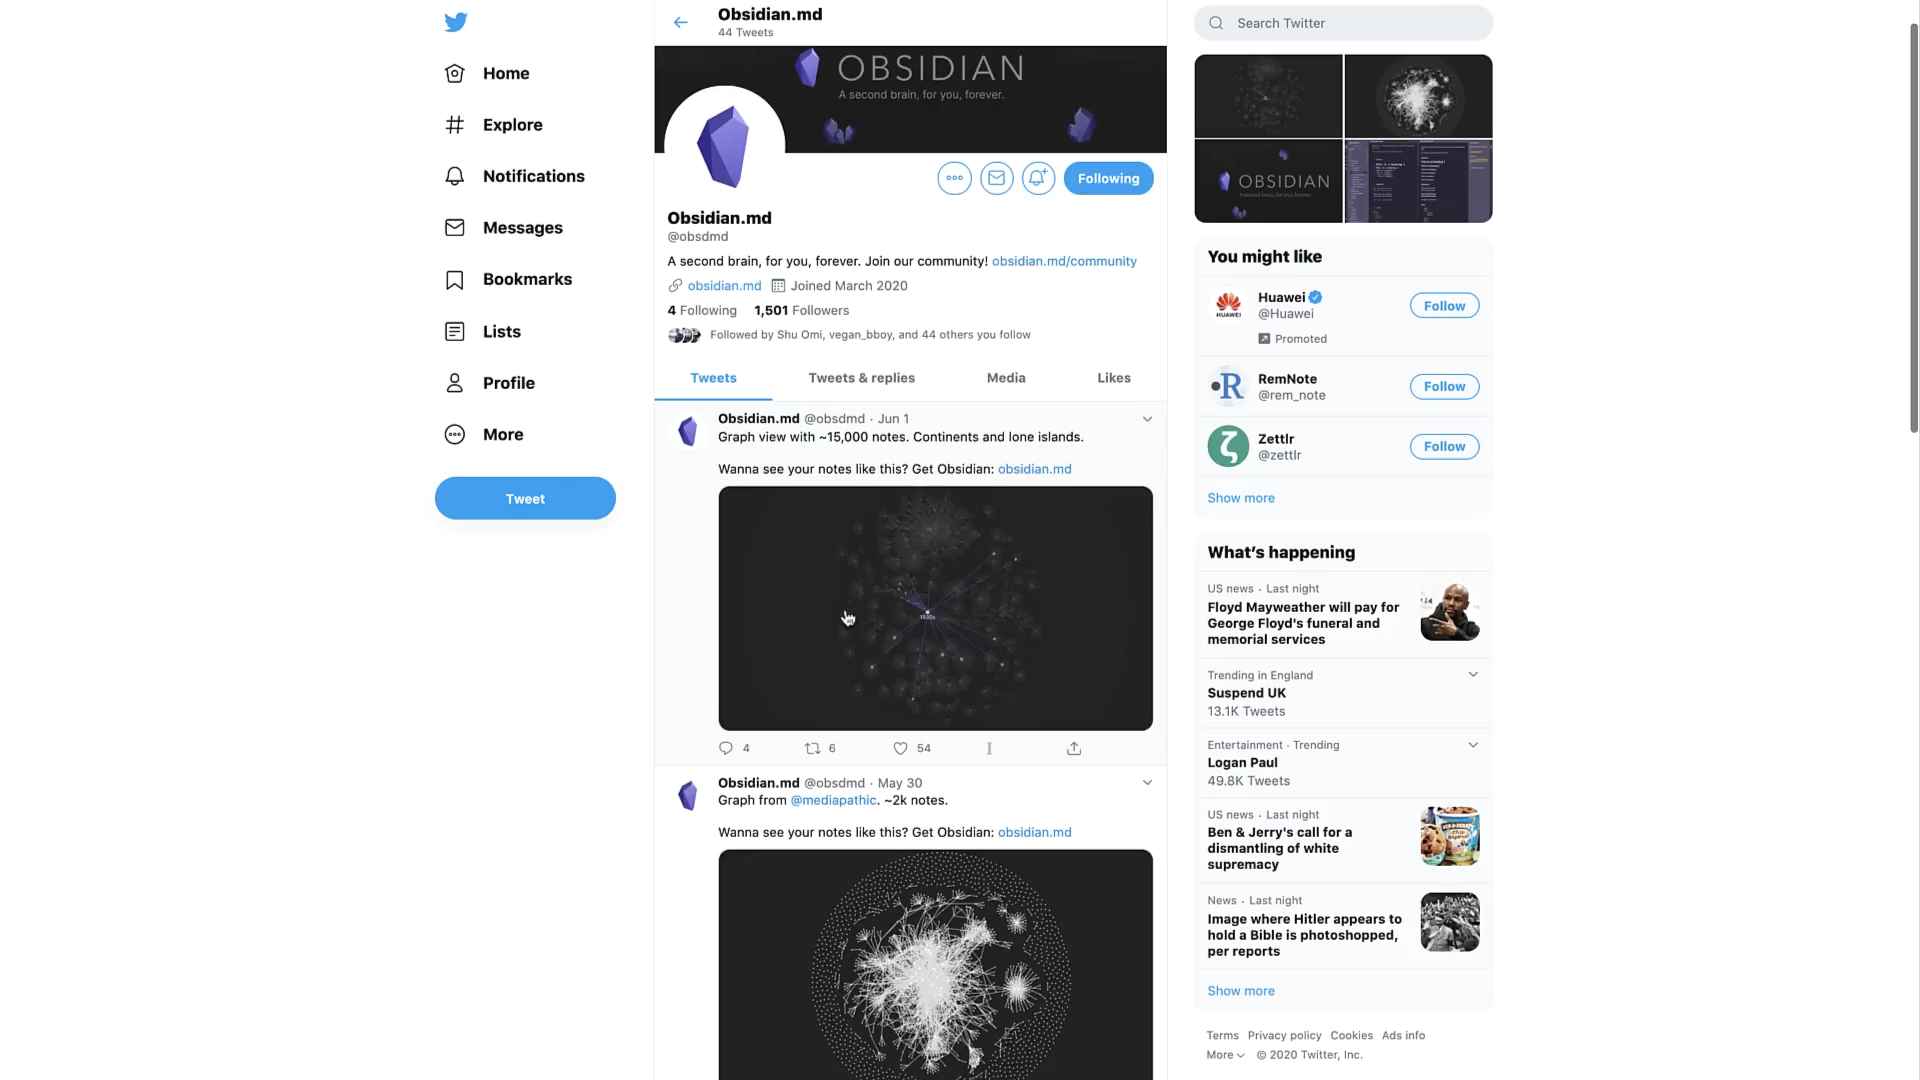 Home
Explore
Notifications
Messages
Bookmarks
Lists
Profile
More
Tweet
Obsidian.md
44 Tweets
OBSIDIAN
A second brain, for you, forever.
Following
Obsidian.md
@obsdmd
A second brain, for you, forever. Join our community! obsidian.md/community
obsidian.md Joined March 2020
4 Following 1,501 Followers
Followed by Shu Omi, vegan_bboy, and 44 others you follow
Tweets Tweets & replies Media Likes
Obsidian.md @obsdmd · Jun 1
Graph view with ~15,000 notes. Continents and lone islands.
Wanna see your notes like this? Get Obsidian: obsidian.md
4 6 54
Obsidian.md @obsdmd · May 30
Graph from @mediapathic. ~2k notes.
Wanna see your notes like this? Get Obsidian: obsidian.md
Search Twitter
OBSIDIAN
You might like
HUAWEI
Huawei
@Huawei
Promoted
Follow
RemNote
@rem_note
Follow
Zettlr
@zettlr
Follow
Show more
What's happening
US news · Last night
Floyd Mayweather will pay for
George Floyd's funeral and
memorial services
Trending in England
Suspend UK
13.1K Tweets
Entertainment · Trending
Logan Paul
49.8K Tweets
US news · Last night
Ben & Jerry's call for a
dismantling of white
supremacy
News · Last night
Image where Hitler appears to
hold a Bible is photoshopped,
per reports
Show more
Terms Privacy policy Cookies Ads info
More © 2020 Twitter, Inc.